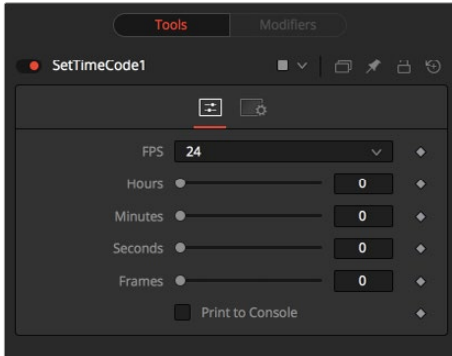 Tools Modifiers
SetTimeCode1
FPS 24
Hours 0
Minutes 0
Seconds 0
Frames 0
Print to Console